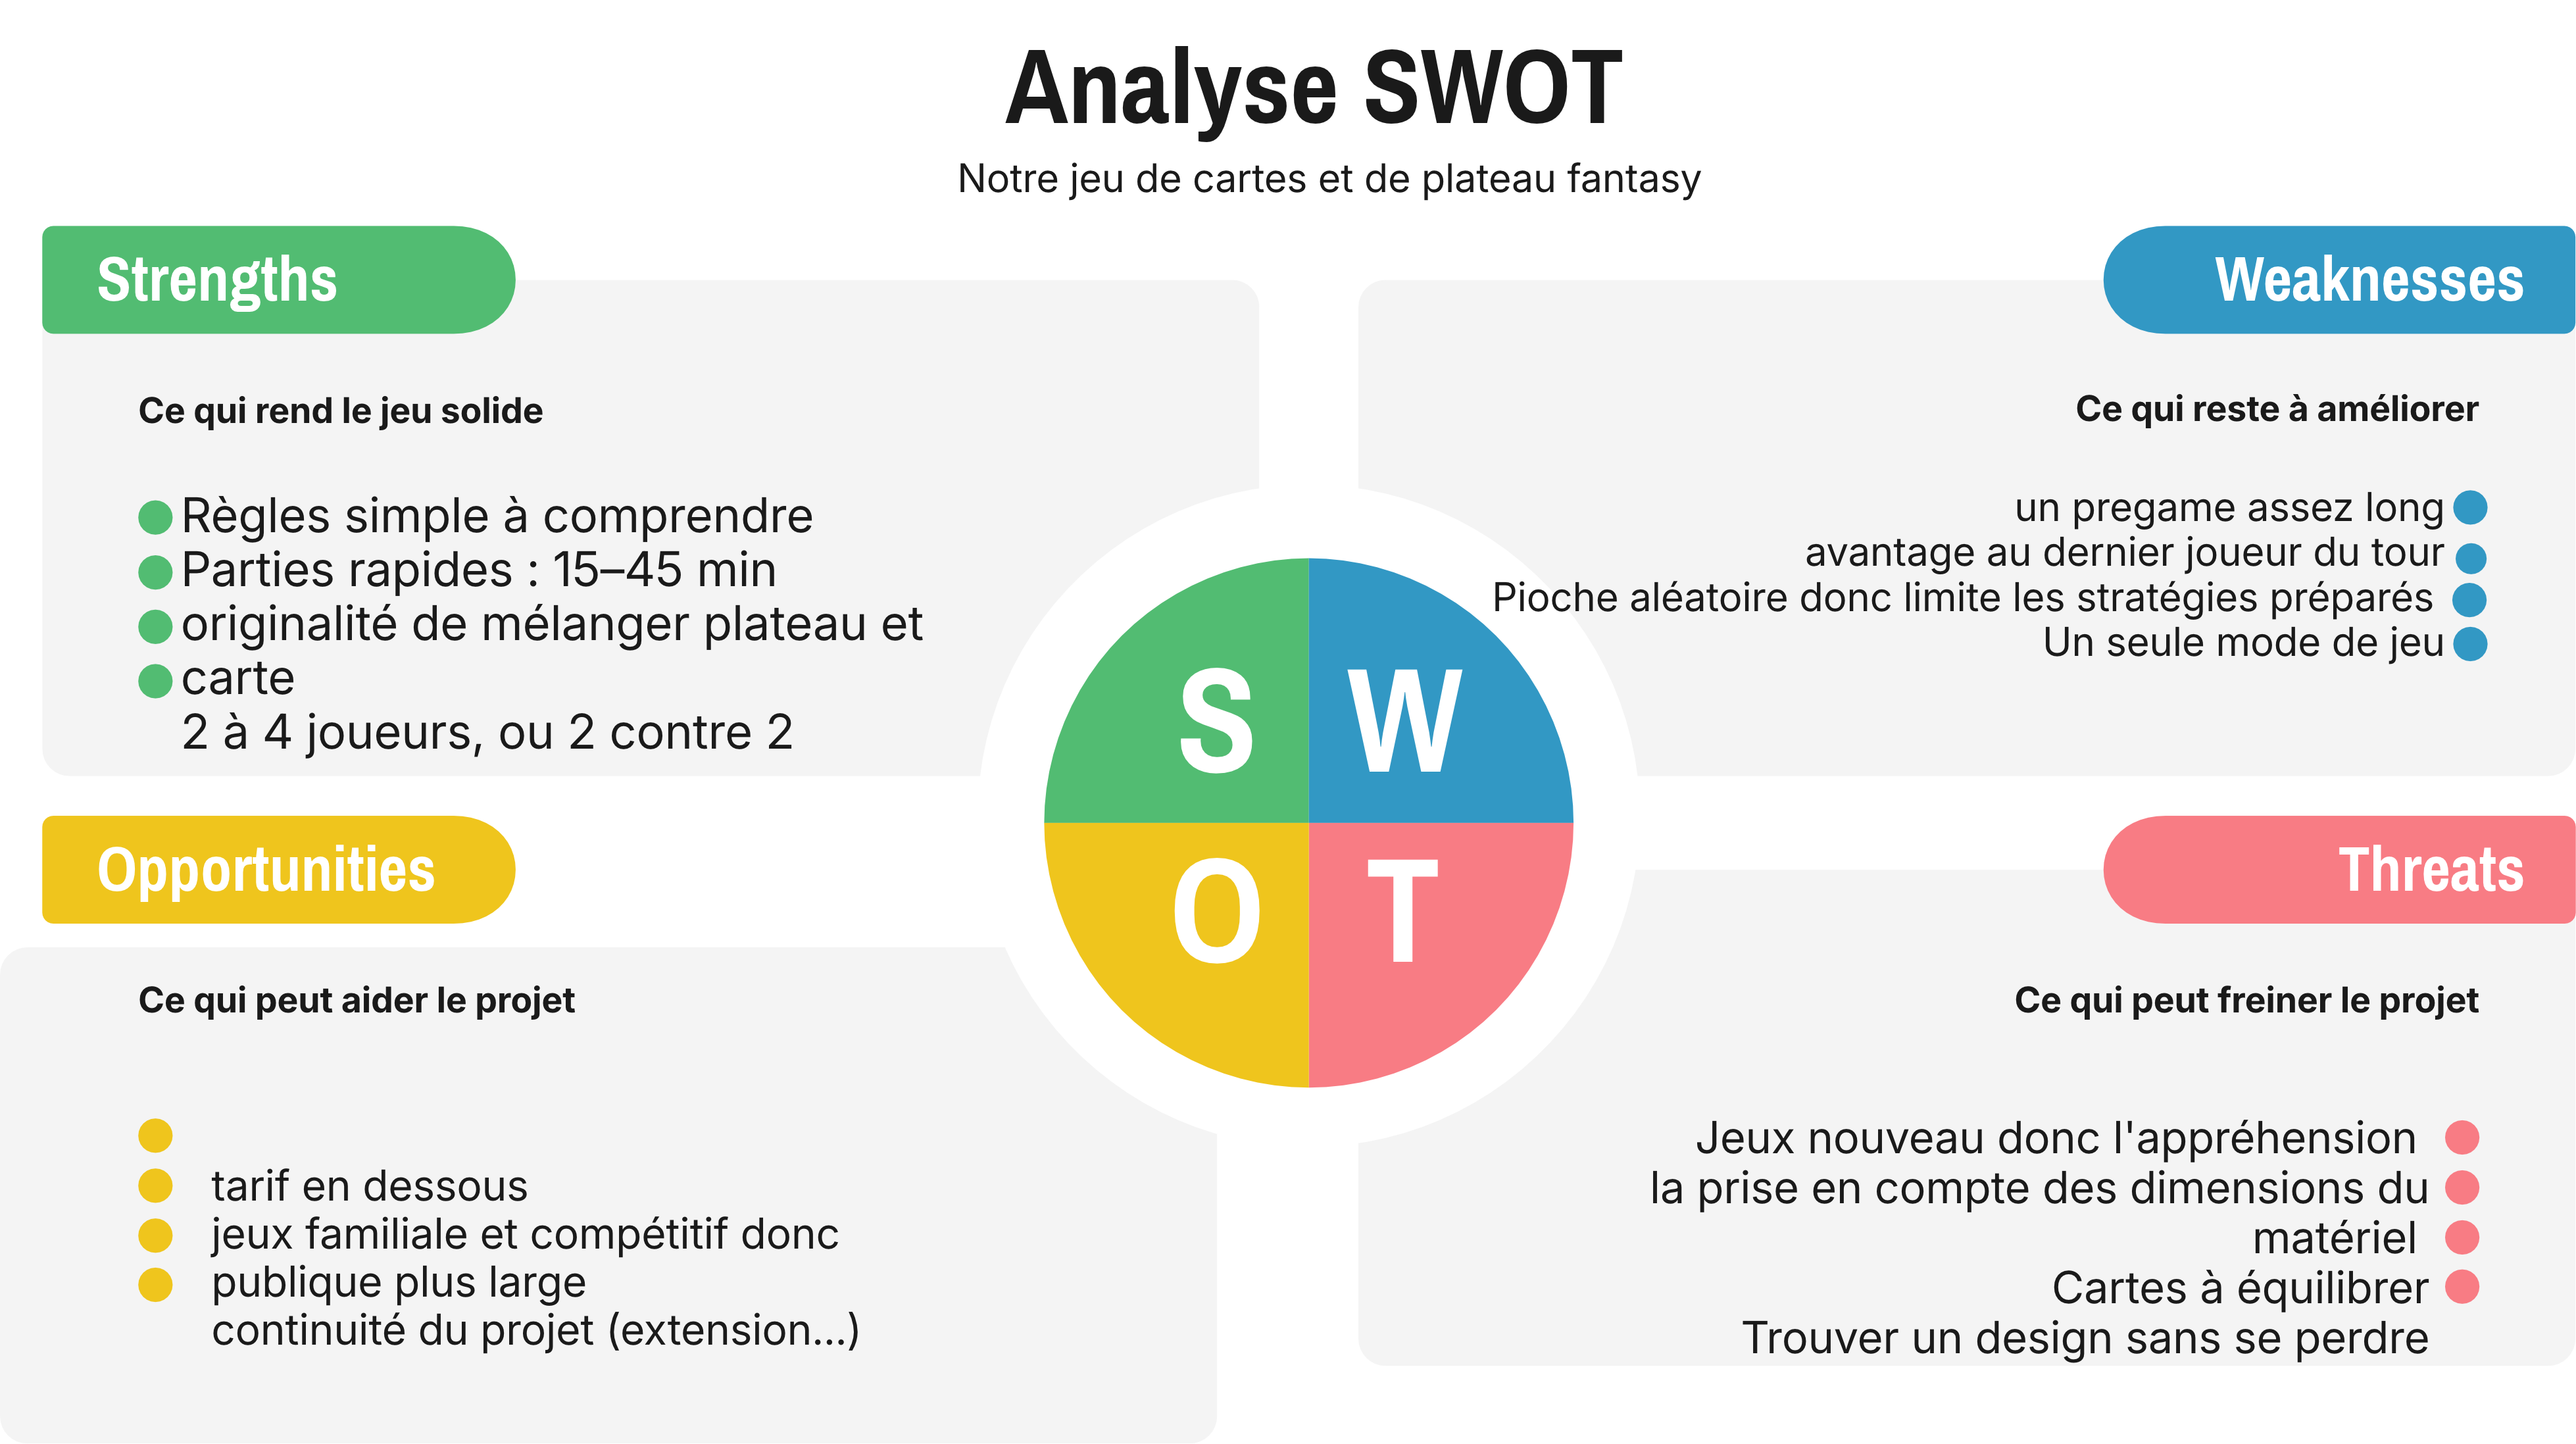 Analyse SWOT
Notre jeu de cartes et de plateau fantasy
Strengths
Ce qui rend le jeu solide
Règles simple à comprendre
Parties rapides : 15–45 min
originalité de mélanger plateau et
carte
2 à 4 joueurs, ou 2 contre 2
Weaknesses
Ce qui reste à améliorer
un pregame assez long
avantage au dernier joueur du tour
Pioche aléatoire donc limite les stratégies préparés
Un seule mode de jeu
S
W
O
T
Opportunities
Ce qui peut aider le projet
tarif en dessous
jeux familiale et compétitif donc
publique plus large
continuité du projet (extension...)
Threats
Ce qui peut freiner le projet
Jeux nouveau donc l'appréhension
la prise en compte des dimensions du
matériel
Cartes à équilibrer
Trouver un design sans se perdre